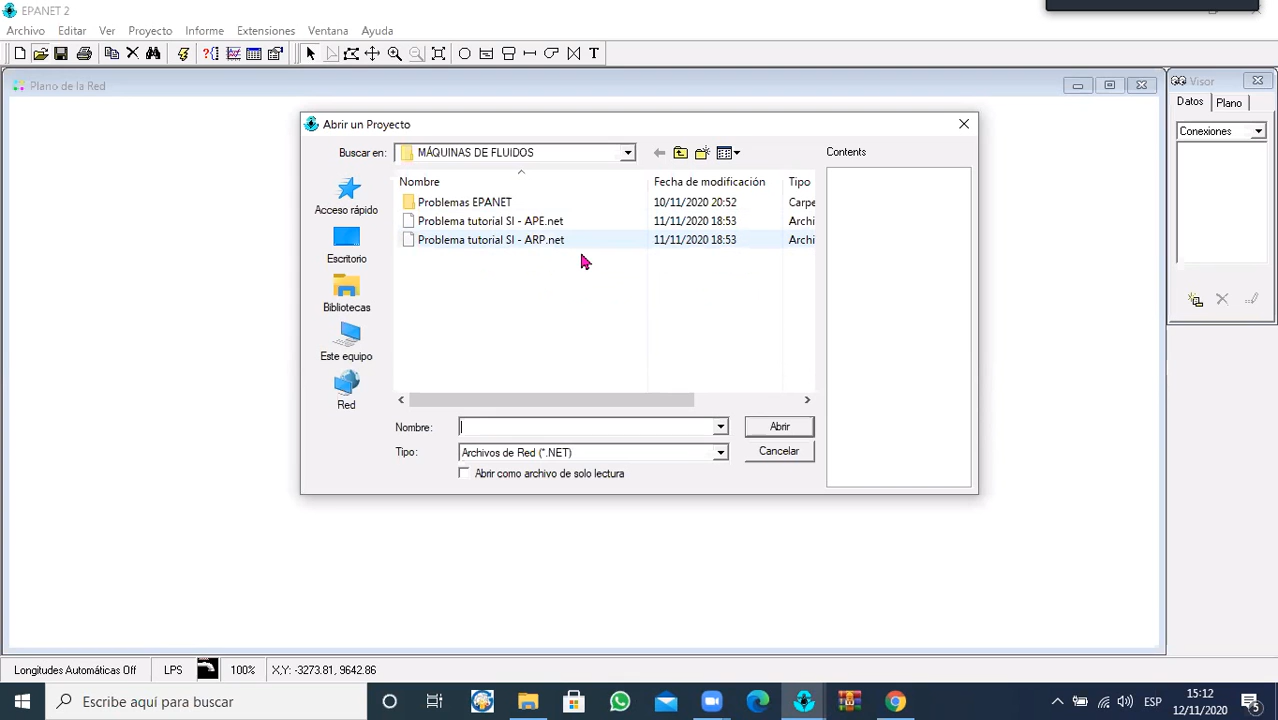 EPANET 2
Archivo Editar Ver Proyecto Informe Extensiones Ventana Ayuda
T
Plano de la Red
Visor
Datos Plano
Conexiones
Abrir un Proyecto
Buscar en: MÁQUINAS DE FLUIDOS
Contents
Nombre Fecha de modificación Tipo
Problemas EPANET 10/11/2020 20:52 Carpe
Problema tutorial SI - APE.net 11/11/2020 18:53 Archi
Problema tutorial SI - ARP.net 11/11/2020 18:53 Archi
Acceso rápido
Escritorio
Bibliotecas
Este equipo
Red
Nombre: Abrir
Tipo: Archivos de Red (*.NET) Cancelar
Abrir como archivo de solo lectura
Longitudes Automáticas Off LPS 100% X,Y: -3273.81, 9642.86
Escribe aquí para buscar
ESP
15:12
12/11/2020
5